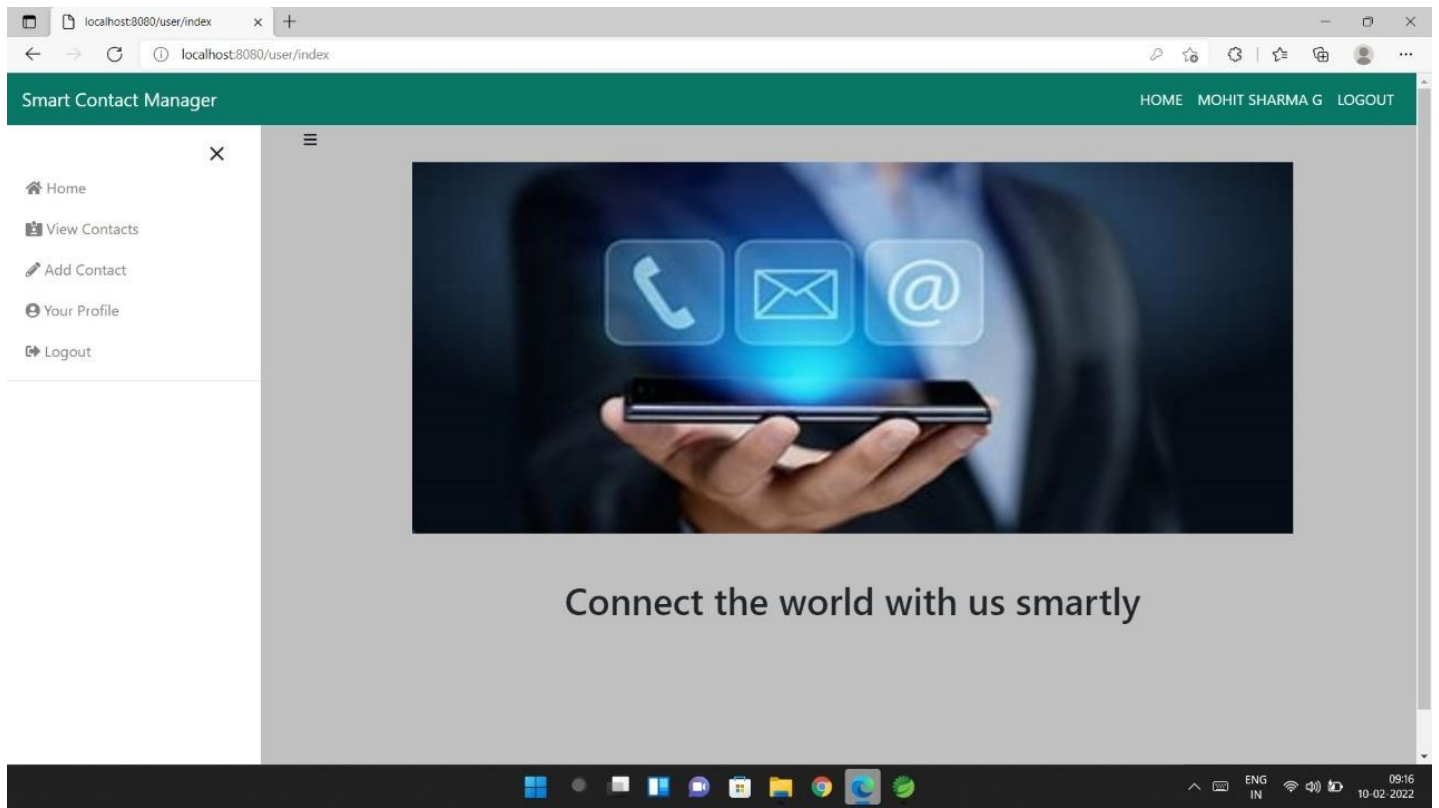 localhost:8080/user/index
localhost:8080/user/index
Smart Contact Manager
HOME MOHIT SHARMA G LOGOUT
Home
View Contacts
Add Contact
Your Profile
Logout
@
Connect the world with us smartly
ENG
IN
09:16
10-02-2022